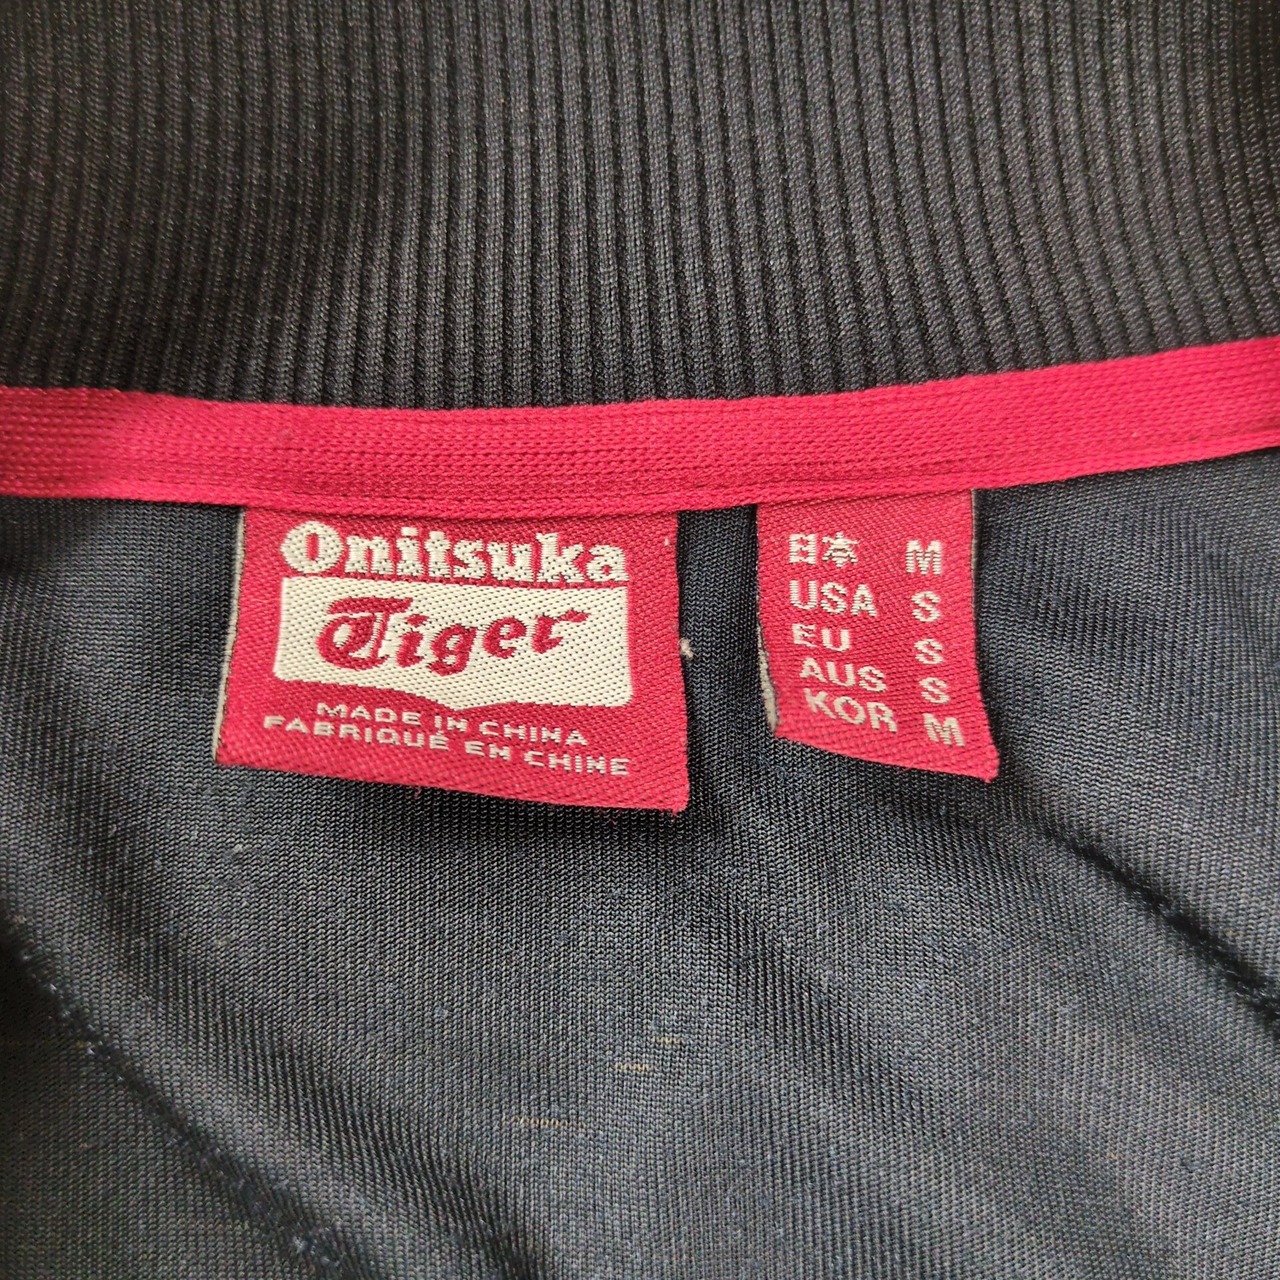 Onitsuka
Tiger
MADE IN CHINA
FABRIQUÉ EN CHINE
日本 M
USA S
EU S
AUS S
KOR M